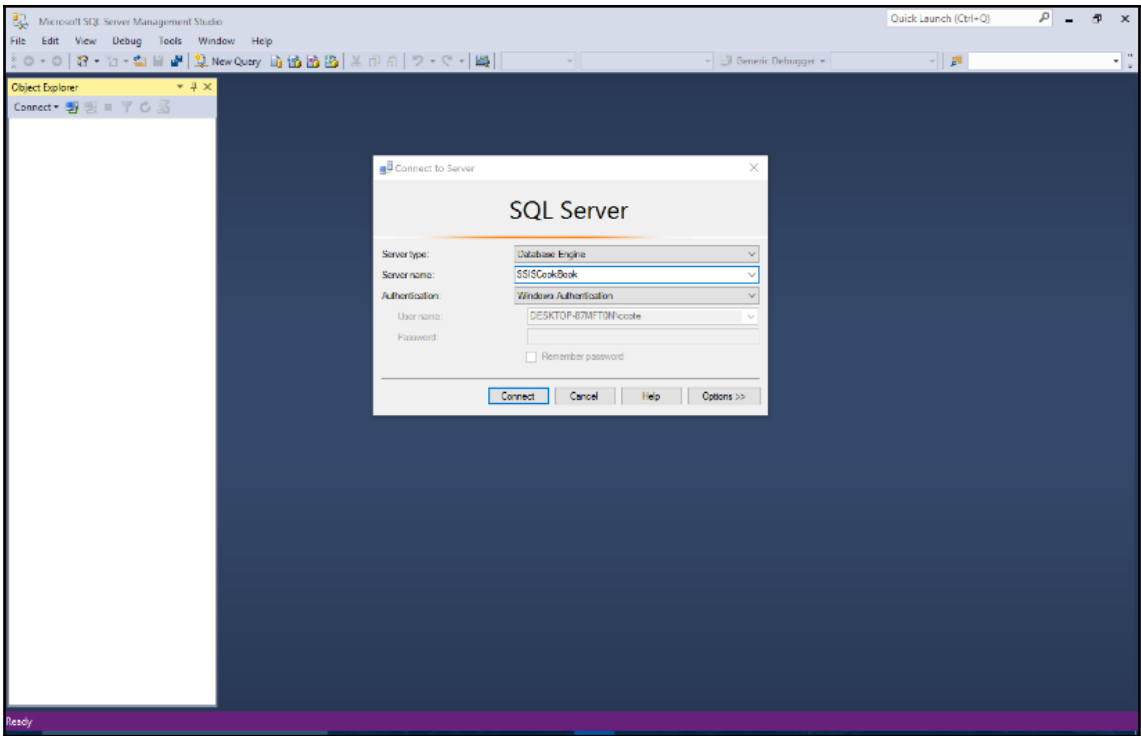 Microsoft SQL Server Management Studio
Quick Launch (Ctrl+Q)
File Edit View Debug Tools Window Help
New Query
Generic Debugger
Object Explorer
Connect
Connect to Server
SQL Server
Server type: Database Engine
Server name: SSISCookBook
Authentication: Windows Authentication
User name: DESKTOP-87MFT0N\ccote
Password:
Remember password
Connect Cancel Help Options >>
Ready